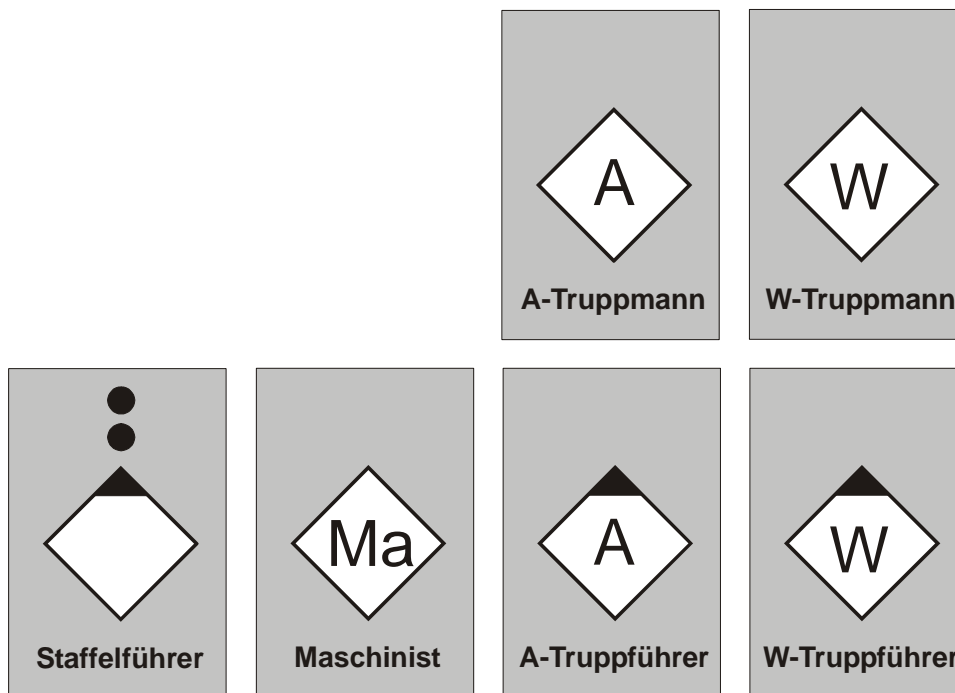 A
W
A-Truppmann
W-Truppmann
Ma
A
W
Staffelführer
Maschinist
A-Truppführer
W-Truppführer